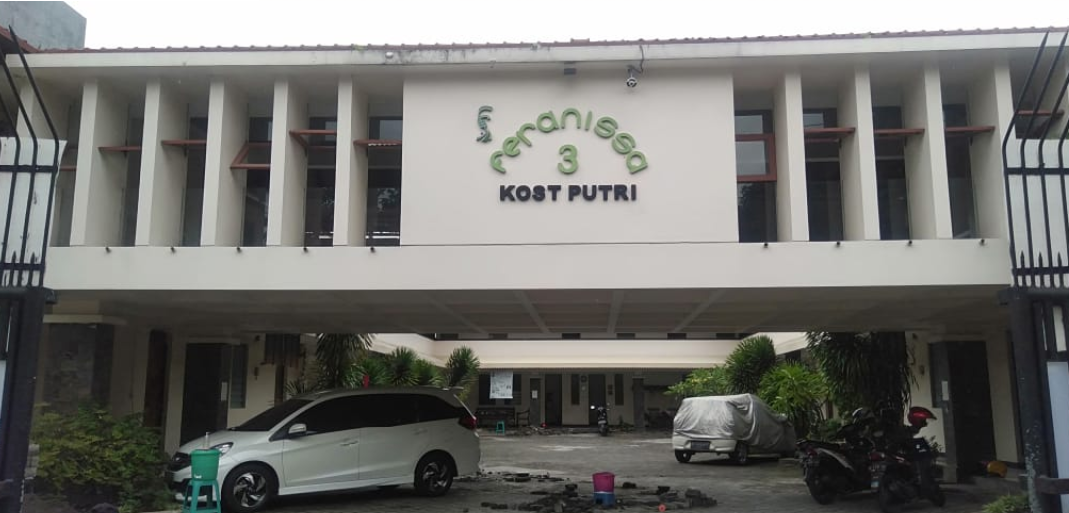 Feranissa
3
KOST PUTRI